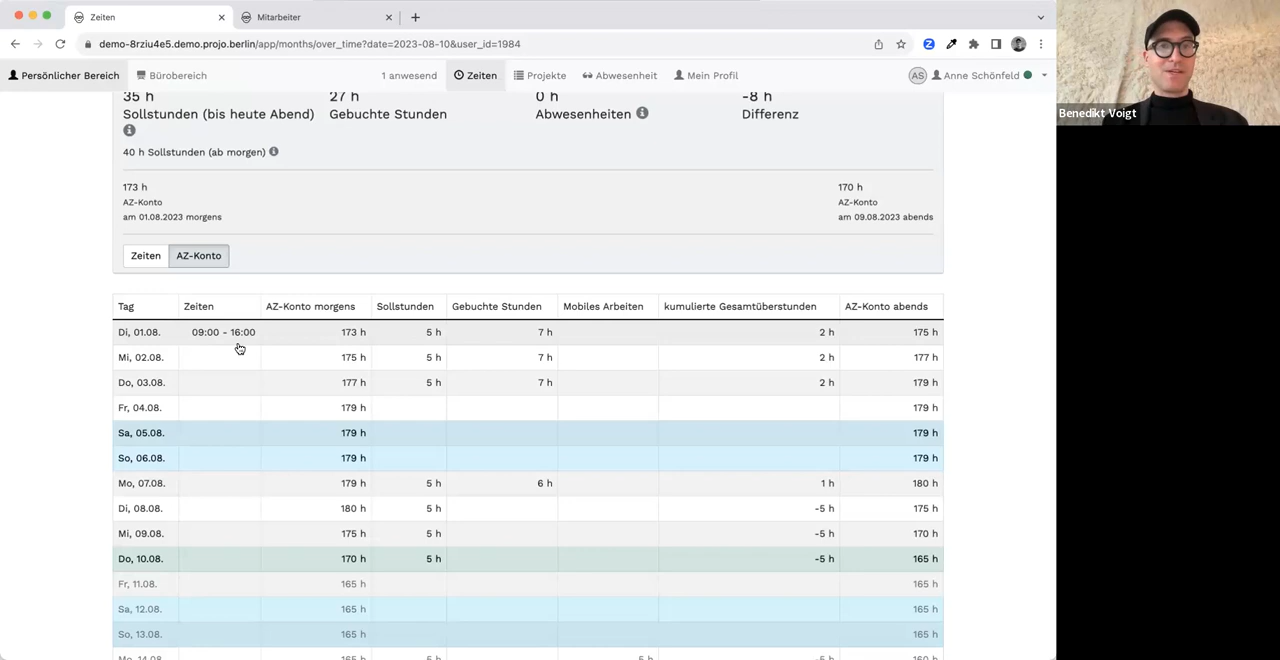 Zeiten
Mitarbeiter
demo-8rziu4e5.demo.projo.berlin/app/months/over_time?date=2023-08-10&user_id=1984
Persönlicher Bereich Bürobereich 1 anwesend Zeiten Projekte Abwesenheit Mein Profil AS Anne Schönfeld
Benedikt Voigt
35 h 27 h 0 h -8 h
Sollstunden (bis heute Abend) Gebuchte Stunden Abwesenheiten Differenz
40 h Sollstunden (ab morgen)
173 h 170 h
AZ-Konto AZ-Konto
am 01.08.2023 morgens am 09.08.2023 abends
Zeiten AZ-Konto
Tag Zeiten AZ-Konto morgens Sollstunden Gebuchte Stunden Mobiles Arbeiten kumulierte Gesamtüberstunden AZ-Konto abends
Di, 01.08. 09:00 - 16:00 173 h 5 h 7 h 2 h 175 h
Mi, 02.08. 175 h 5 h 7 h 2 h 177 h
Do, 03.08. 177 h 5 h 7 h 2 h 179 h
Fr, 04.08. 179 h 179 h
Sa, 05.08. 179 h 179 h
So, 06.08. 179 h 179 h
Mo, 07.08. 179 h 5 h 6 h 1 h 180 h
Di, 08.08. 180 h 5 h -5 h 175 h
Mi, 09.08. 175 h 5 h -5 h 170 h
Do, 10.08. 170 h 5 h -5 h 165 h
Fr, 11.08. 165 h 165 h
Sa, 12.08. 165 h 165 h
So, 13.08. 165 h 165 h
Mo, 14.08. 165 h 5 h 5 h -5 h 160 h